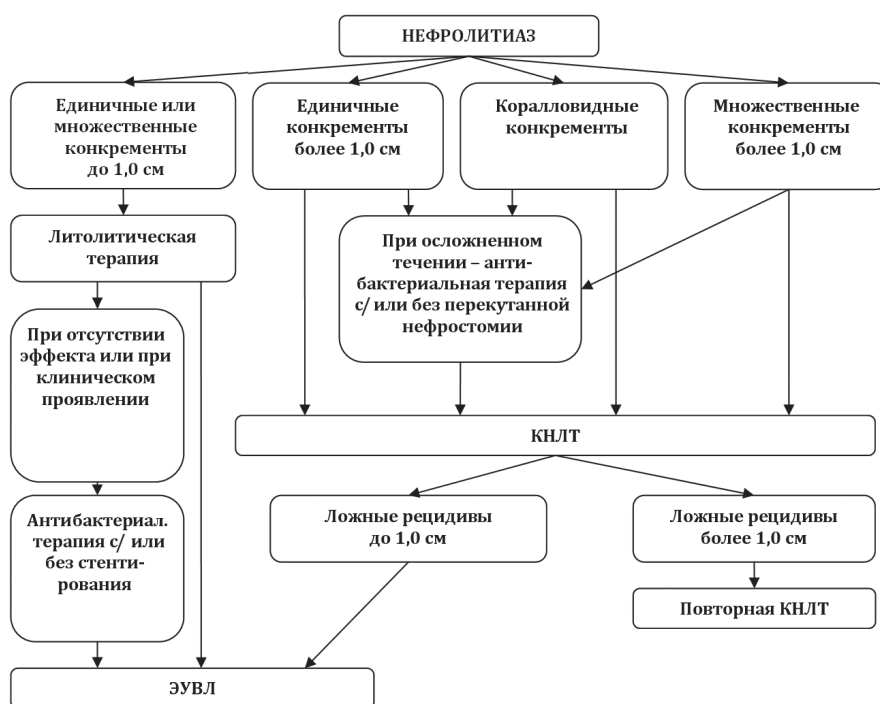 НЕФРОЛИТИАЗ
Единичные или
множественные
конкременты
до 1,0 см
Единичные
конкременты
более 1,0 см
Коралловидные
конкременты
Множественные
конкременты
более 1,0 см
Литолитическая
терапия
При осложненном
течении – анти-
бактериальная терапия
с/ или без перекутанной
нефростомии
При отсутствии
эффекта или при
клиническом
проявлении
КНЛТ
Антибактериал.
терапия с/ или
без стенти-
рования
Ложные рецидивы
до 1,0 см
Ложные рецидивы
более 1,0 см
Повторная КНЛТ
ЭУВЛ